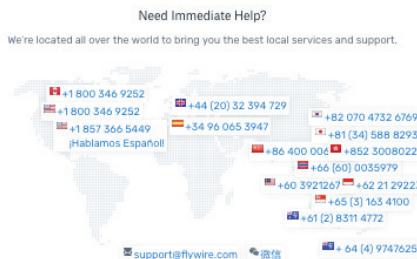 Need Immediate Help?
We're located all over the world to bring you the best local services and support.
+1 800 346 9252
+1 800 346 9252
+1 857 366 5449
¡Hablamos Español!
+44 (20) 32 394 729
+34 96 065 3947
+82 070 4732 6769
+81 (34) 588 8293
+86 400 006
+852 3008022
+66 (60) 0035979
+60 3921267
+62 21 2922
+65 (3) 163 4100
+61 (2) 8311 4772
+ 64 (4) 9747625
support@flywire.com
微信